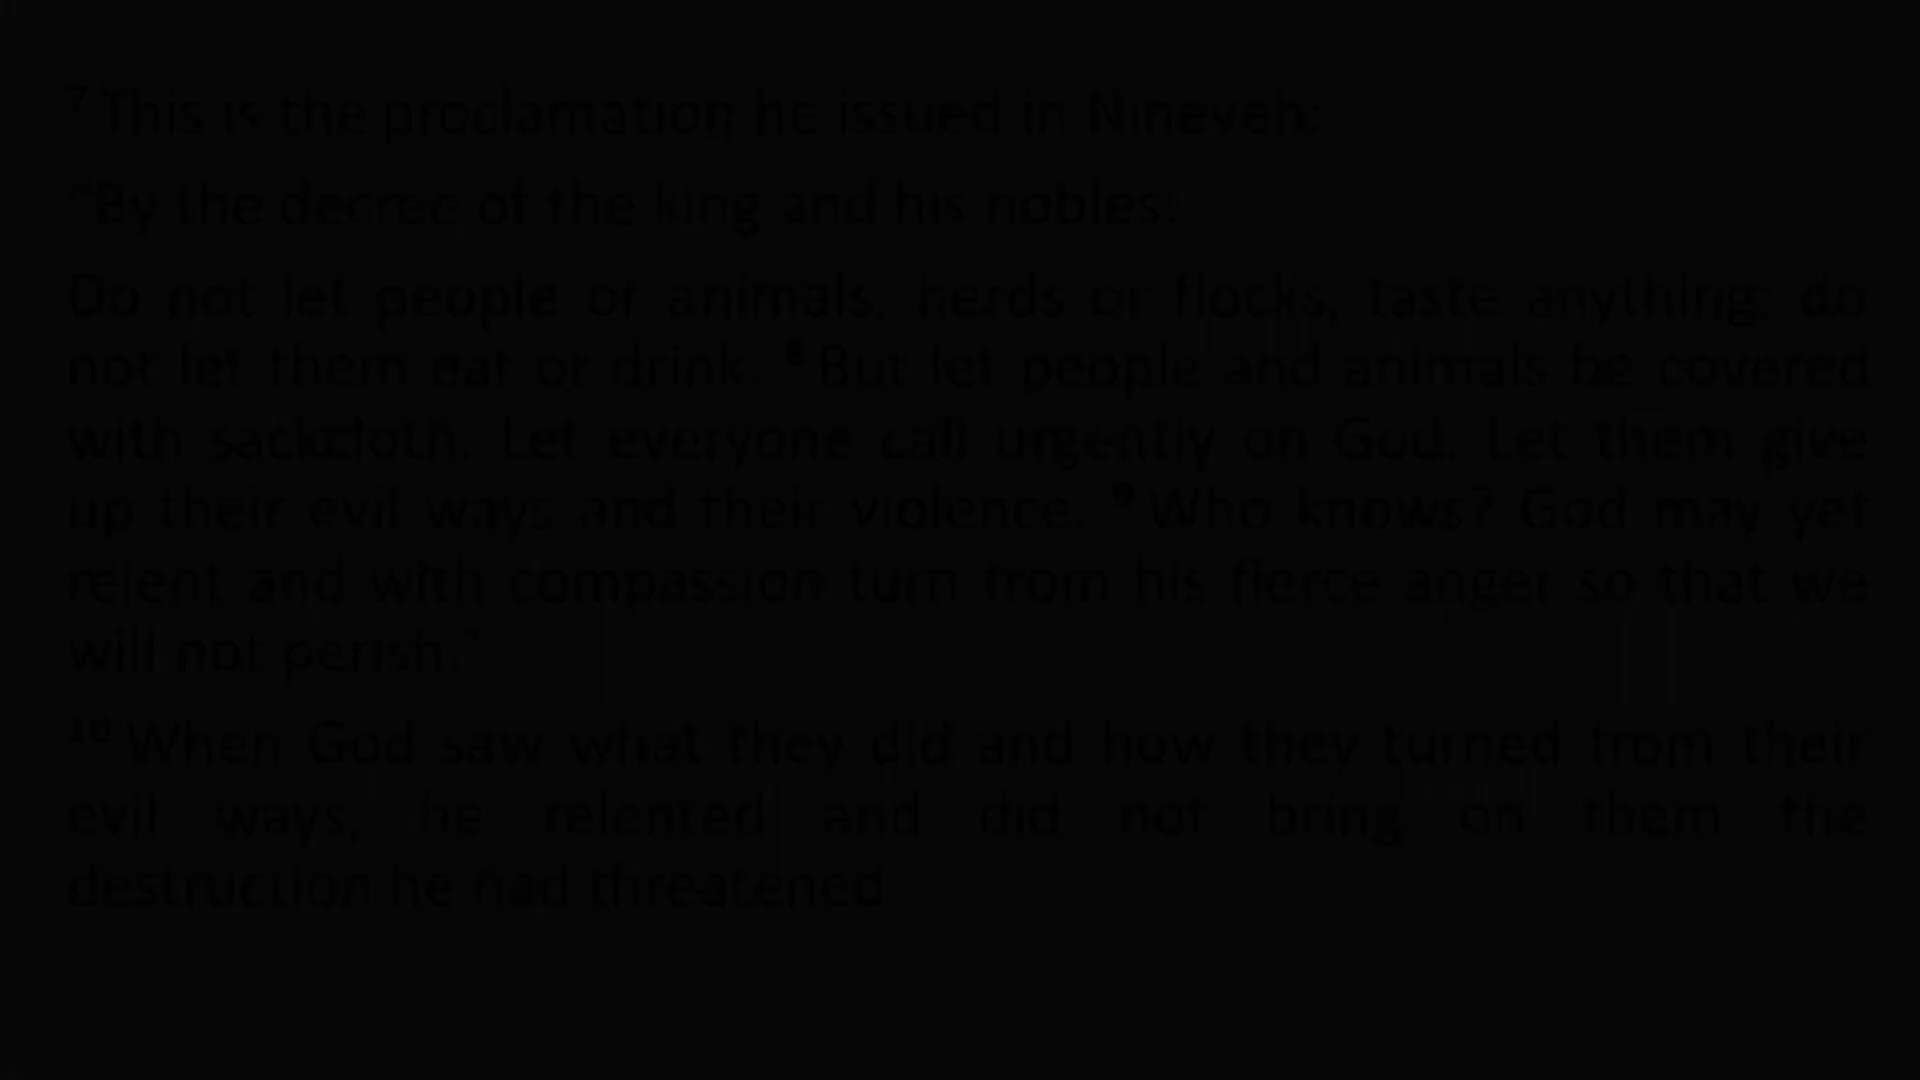 7 This is the proclamation he issued in Nineveh:
"By the decree of the king and his nobles:
Do not let people or animals, herds or flocks, taste anything; do
not let them eat or drink. 8 But let people and animals be covered
with sackcloth. Let everyone call urgently on God. Let them give
up their evil ways and their violence. 9 Who knows? God may yet
relent and with compassion turn from his fierce anger so that we
will not perish."
10 When God saw what they did and how they turned from their
evil ways, he relented and did not bring on them the
destruction he had threatened.